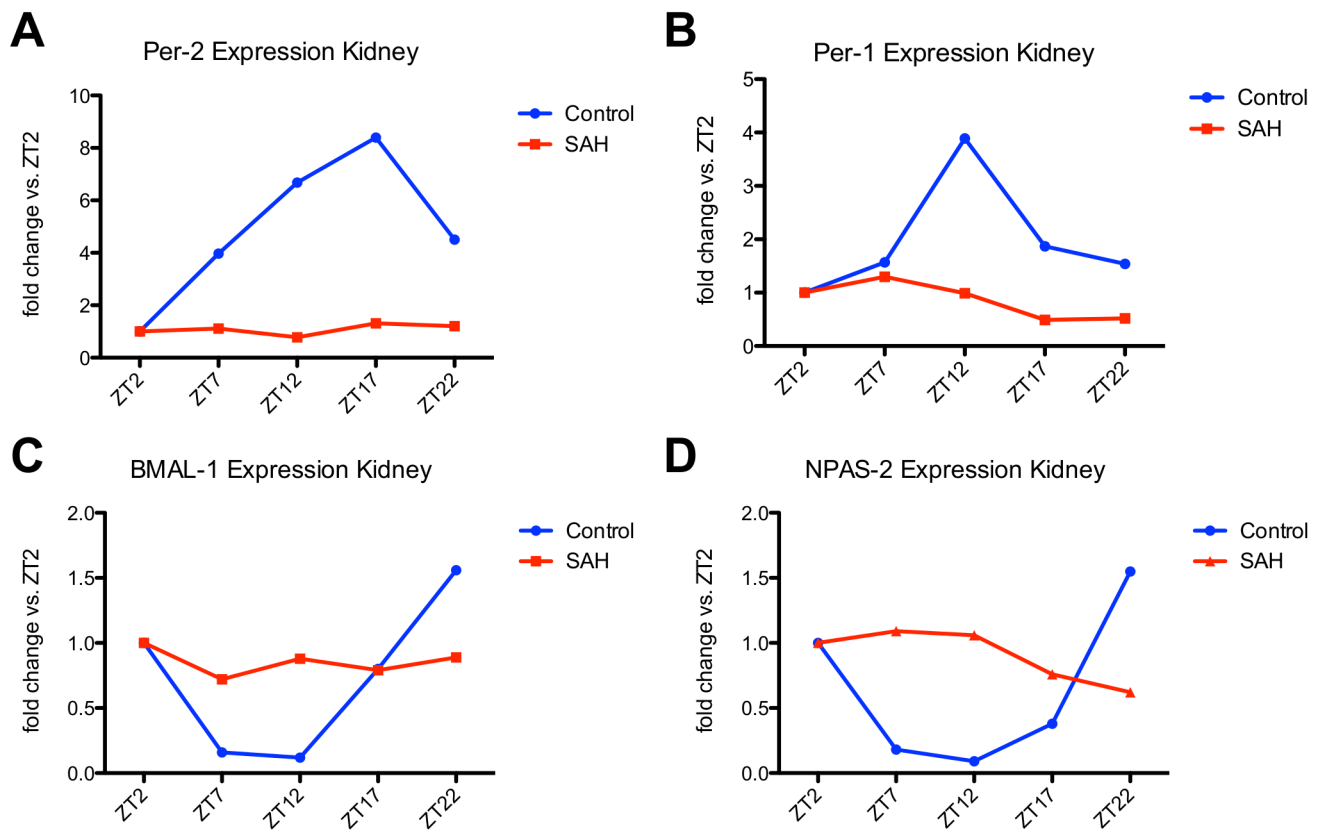 A
Per-2 Expression Kidney
fold change vs. ZT2
10
8
6
4
2
0
ZT2
ZT7
ZT12
ZT17
ZT22
Control
SAH
B
Per-1 Expression Kidney
fold change vs. ZT2
5
4
3
2
1
0
ZT2
ZT7
ZT12
ZT17
ZT22
Control
SAH
C
BMAL-1 Expression Kidney
fold change vs. ZT2
2.0
1.5
1.0
0.5
0.0
ZT2
ZT7
ZT12
ZT17
ZT22
Control
SAH
D
NPAS-2 Expression Kidney
fold change vs. ZT2
2.0
1.5
1.0
0.5
0.0
ZT2
ZT7
ZT12
ZT17
ZT22
Control
SAH